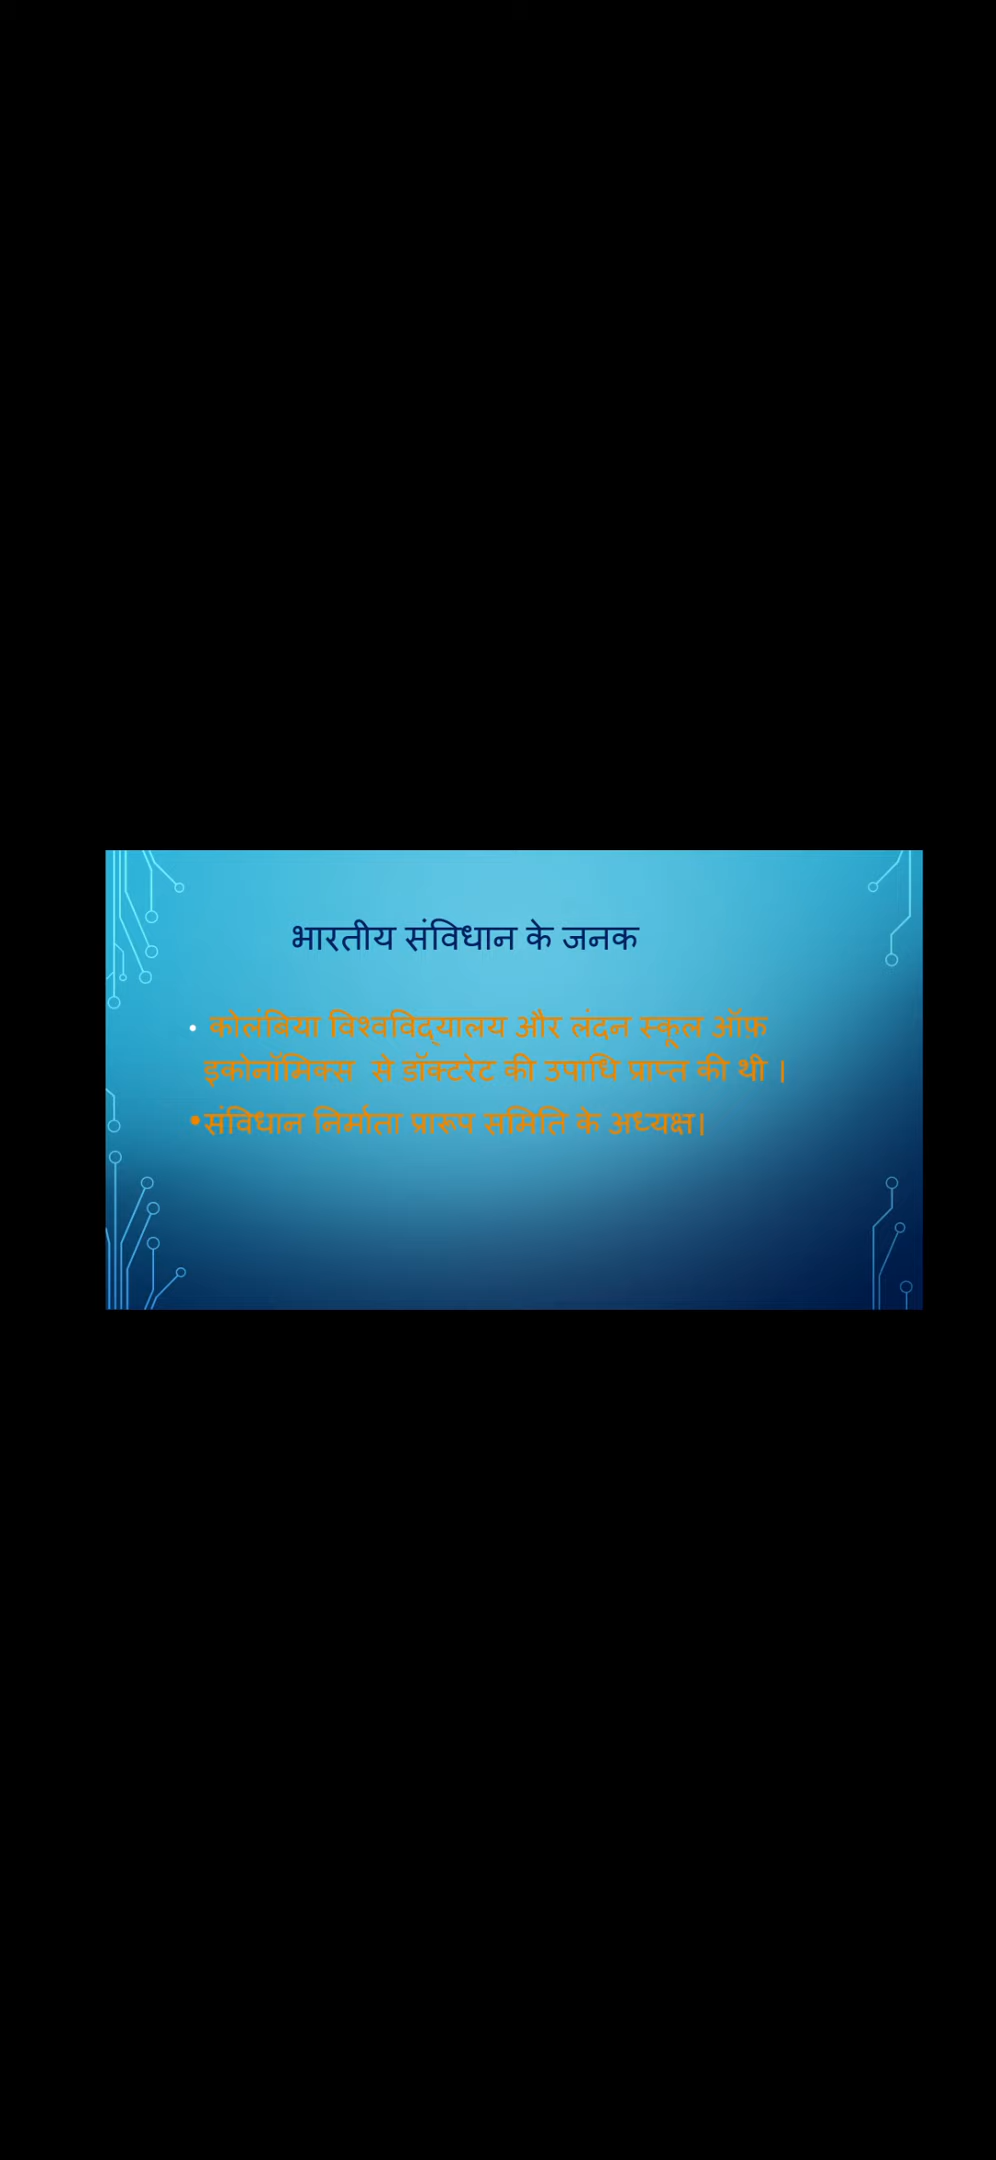 भारतीय संविधान के जनक
• कोलंबिया विश्वविद्यालय और लंदन स्कूल ऑफ़
इकोनॉमिक्स से डॉक्टरेट की उपाधि प्राप्त की थी ।
•संविधान निर्माता प्रारूप समिति के अध्यक्ष।